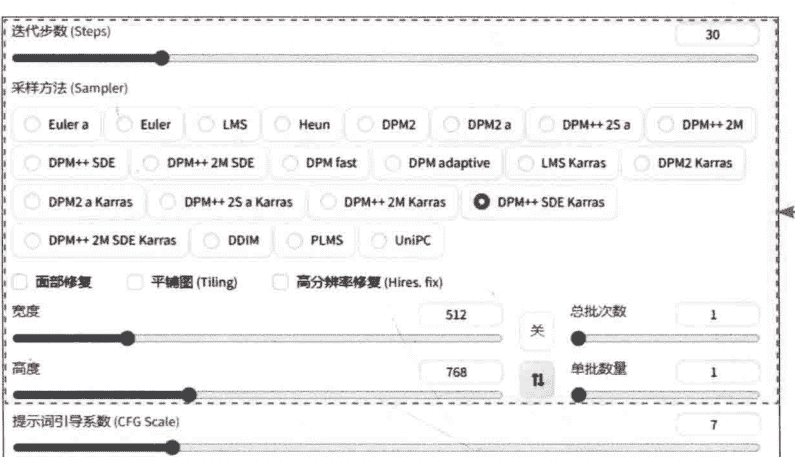 迭代步数 (Steps) 30
采样方法 (Sampler)
Euler a Euler LMS Heun DPM2 DPM2 a DPM++ 2S a DPM++ 2M
DPM++ SDE DPM++ 2M SDE DPM fast DPM adaptive LMS Karras DPM2 Karras
DPM2 a Karras DPM++ 2S a Karras DPM++ 2M Karras DPM++ SDE Karras
DPM++ 2M SDE Karras DDIM PLMS UniPC
面部修复 平铺图 (Tiling) 高分辨率修复 (Hires. fix)
宽度 512 关 总批次数 1
高度 768 单批数量 1
提示词引导系数 (CFG Scale) 7